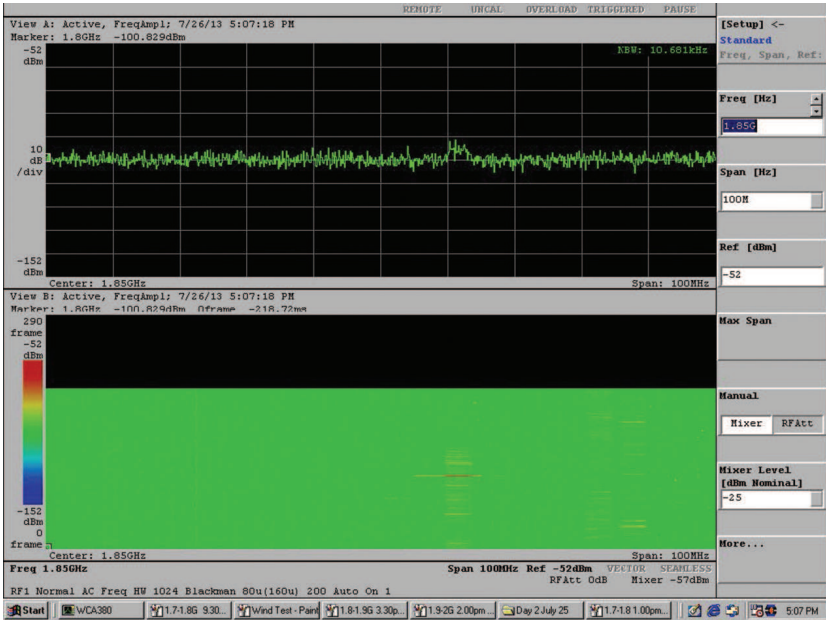 REMOTE UNCAL OVERLOAD TRIGGERED PAUSE
View A: Active, FreqAmpl; 7/26/13 5:07:18 PM
Marker: 1.8GHz -100.829dBm
-52
dBm
NBW: 10.681kHz
10
dB
/div
-152
dBm
Center: 1.85GHz Span: 100MHz
View B: Active, FreqAmpl; 7/26/13 5:07:18 PM
Marker: 1.8GHz -100.829dBm 0frame -218.72ms
290
frame
-52
dBm
-152
dBm
0
frame
Center: 1.85GHz Span: 100MHz
Freq 1.85GHz Span 100MHz Ref -52dBm VECTOR SEAMLESS
RFAtt 0dB Mixer -57dBm
RF1 Normal AC Freq HW 1024 Blackman 80u(160u) 200 Auto On 1
[Setup] <-
Standard
Freq, Span, Ref:
Freq [Hz]
1.85G
Span [Hz]
100M
Ref [dBm]
-52
Max Span
Manual
Mixer RFAtt
Mixer Level
[dBm Nominal]
-25
More...
Start WCA380 1.7-1.8G 9.30... Wind Test - Paint 1.8-1.9G 3.30p... 1.9-2G 2.00pm ... Day 2 July 25 1.7-1.8 1.00pm... 5:07 PM